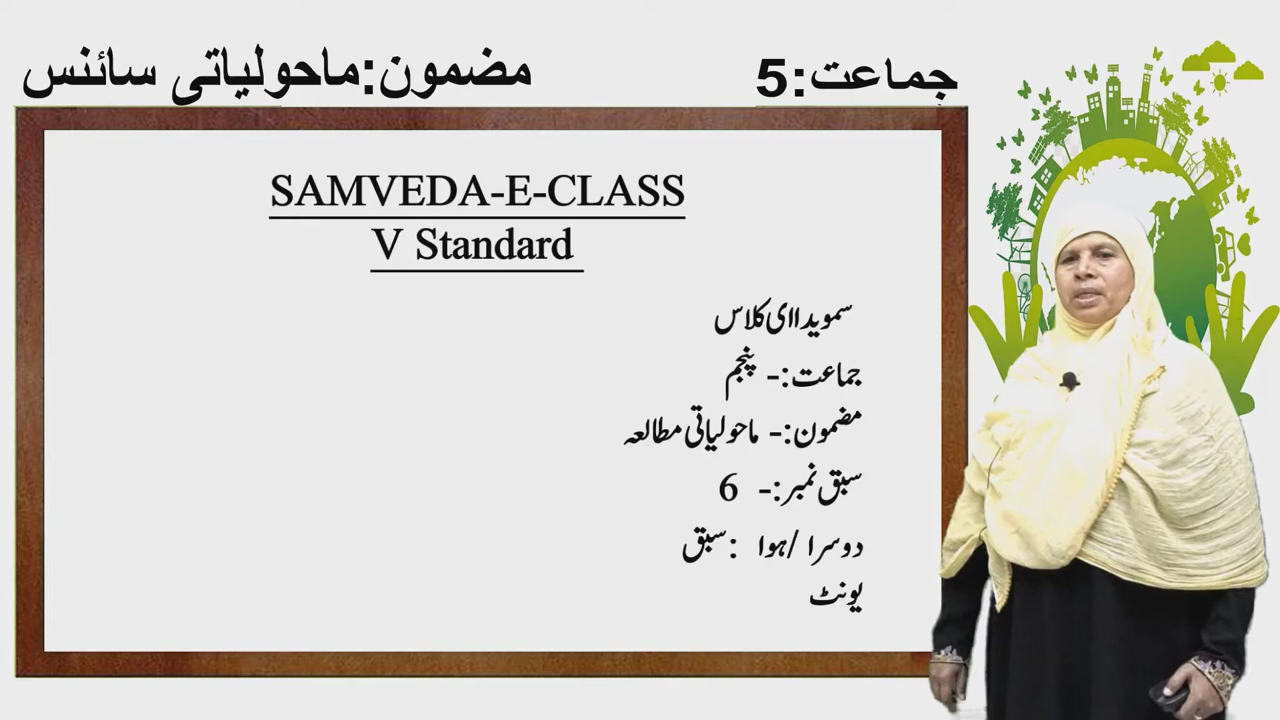 جماعت:5
مضمون:ماحولیاتی سائنس
SAMVEDA-E-CLASS
V Standard
سمویدا ای کلاس
جماعت:- پنجم
مضمون:- ماحولیاتی مطالعہ
سبق نمبر:- 6
دوسرا /ہوا :سبق
یونٹ